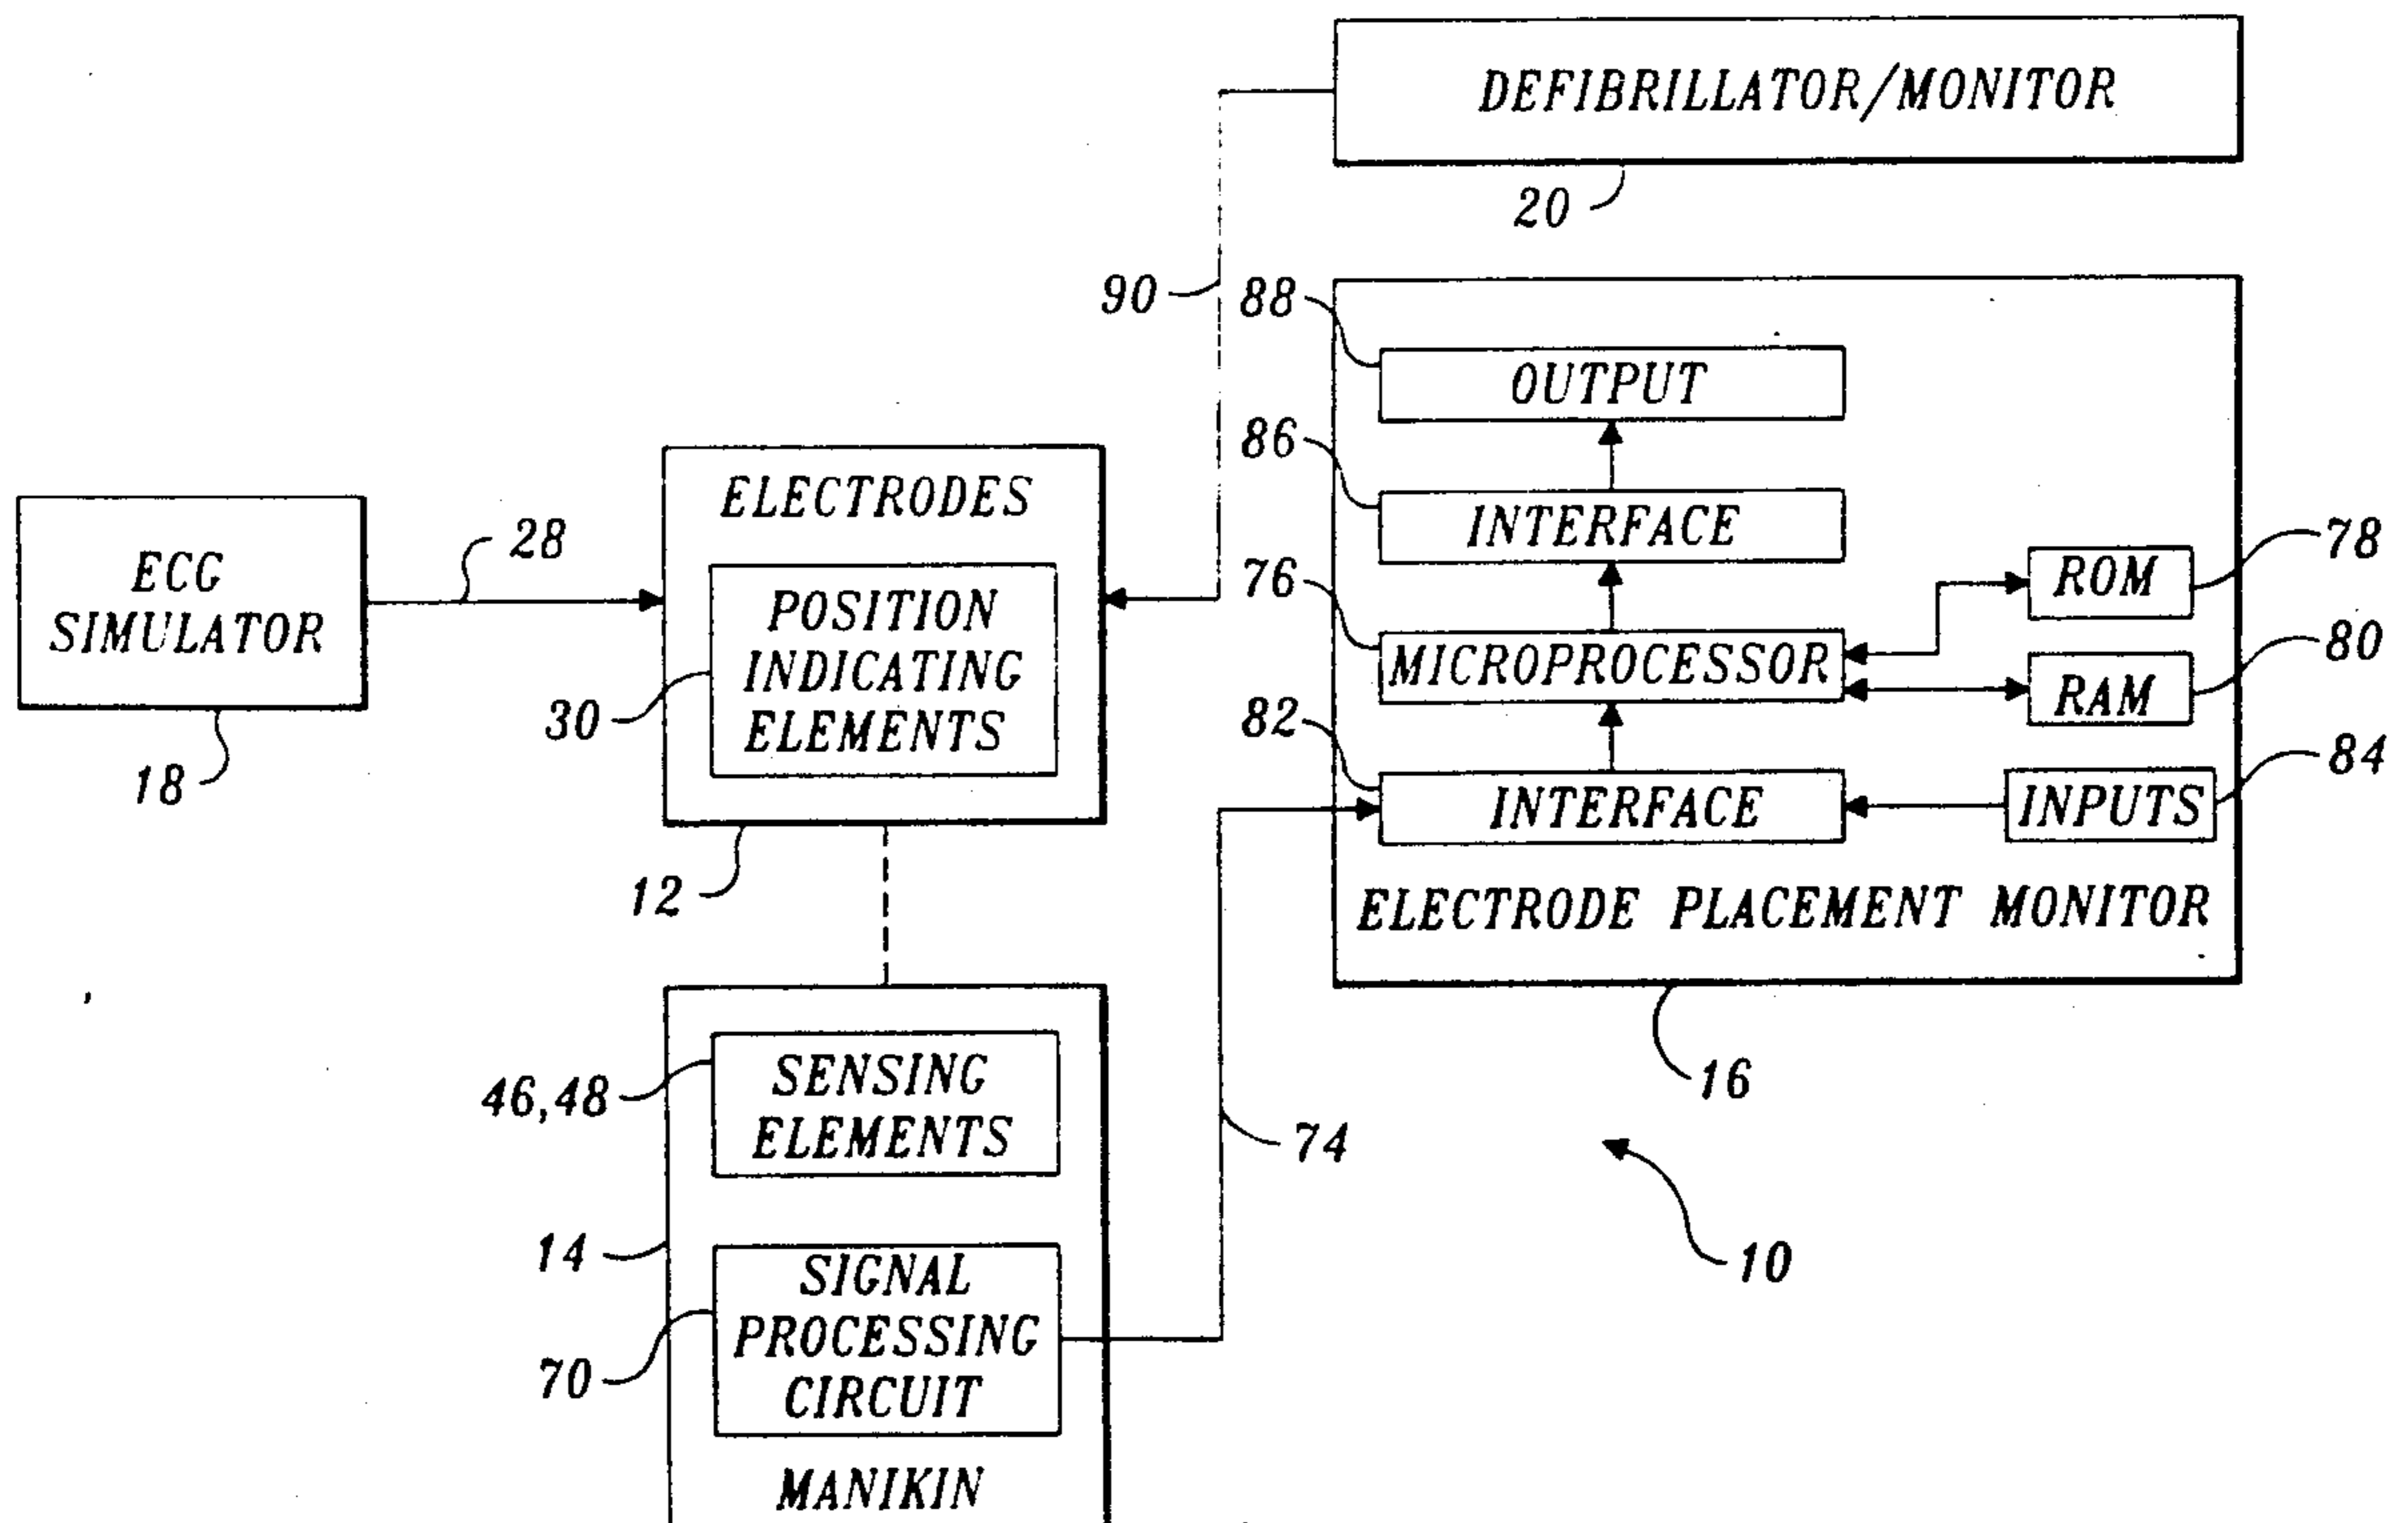 DEFIBRILLATOR/MONITOR
20
90
88
OUTPUT
86
INTERFACE
ELECTRODES
ECG
SIMULATOR
28
78
ROM
76
POSITION
INDICATING
ELEMENTS
MICROPROCESSOR
80
RAM
30
82
84
18
INTERFACE
INPUTS
12
ELECTRODE PLACEMENT MONITOR
46,48
SENSING
ELEMENTS
16
74
14
10
SIGNAL
PROCESSING
CIRCUIT
70
MANIKIN